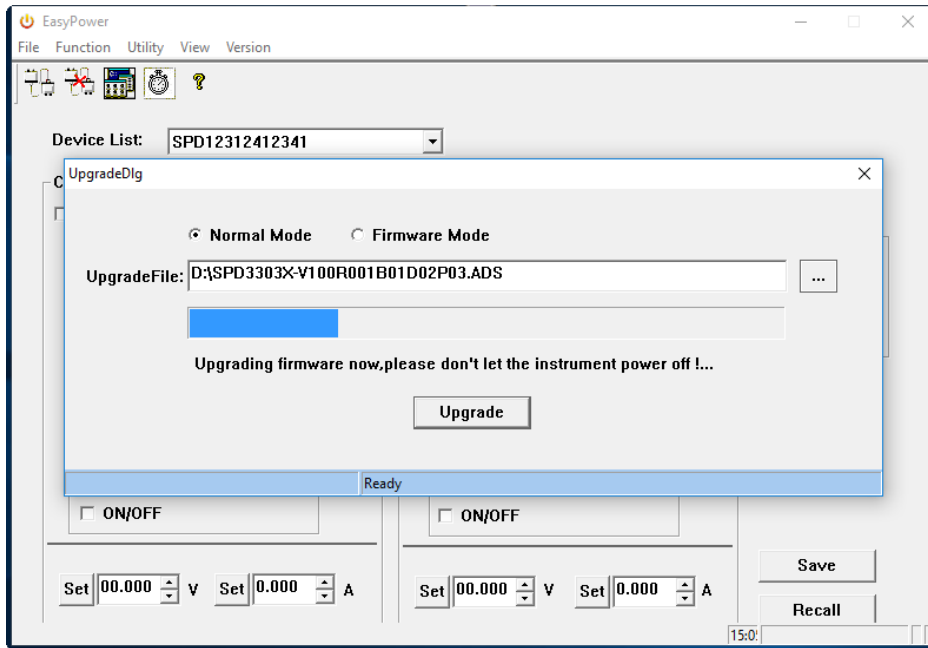 EasyPower
File Function Utility View Version
?
Device List: SPD12312412341
UpgradeDlg
C
Normal Mode Firmware Mode
UpgradeFile: D:\SPD3303X-V100R001B01D02P03.ADS ...
Upgrading firmware now,please don't let the instrument power off !...
Upgrade
Ready
ON/OFF ON/OFF
Set 00.000 V Set 0.000 A Set 00.000 V Set 0.000 A
Save
Recall